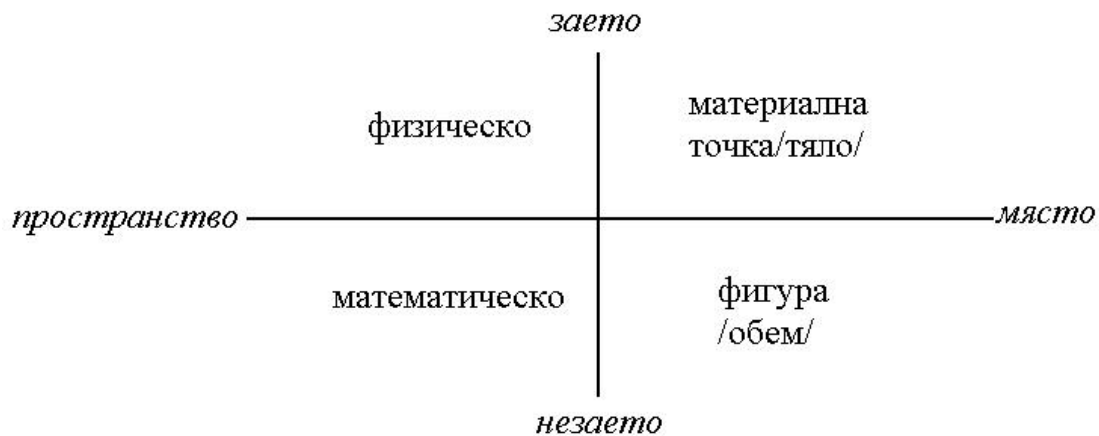 заето
физическо
материална
точка/тяло/
пространство
място
математическо
фигура
/обем/
незаето